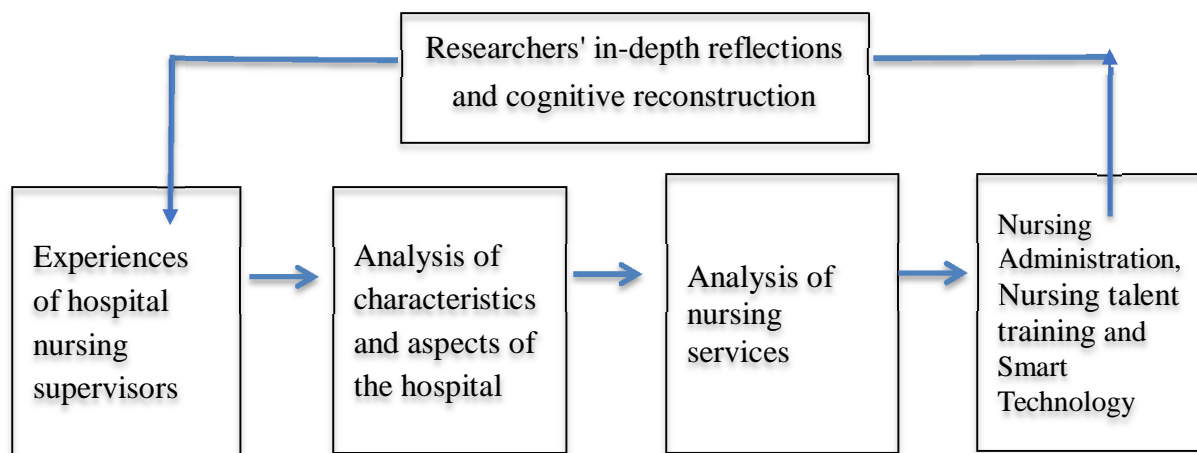 Researchers' in-depth reflections
and cognitive reconstruction
Experiences
of hospital
nursing
supervisors
Analysis of
characteristics
and aspects of
the hospital
Analysis of
nursing
services
Nursing
Administration,
Nursing talent
training and
Smart
Technology